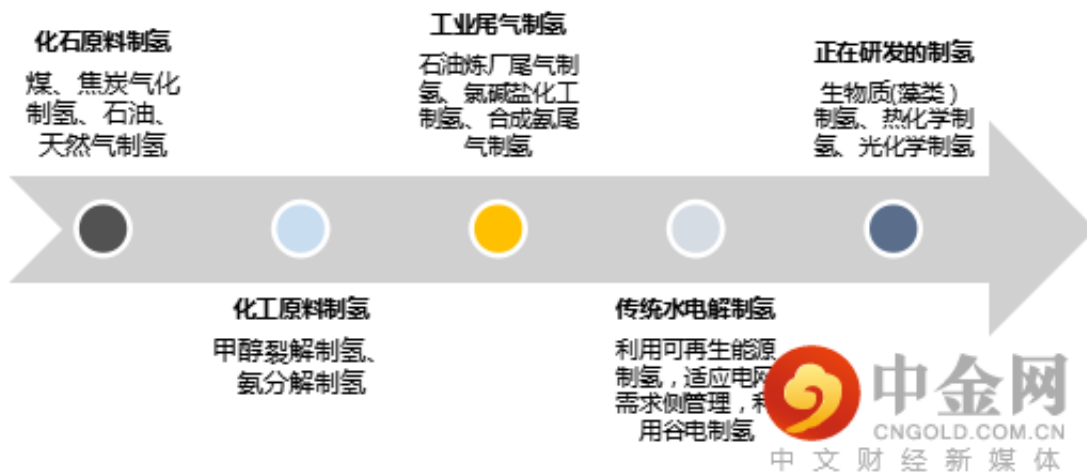 化石原料制氢
煤、焦炭气化
制氢、石油、
天然气制氢
化工原料制氢
甲醇裂解制氢、
氨分解制氢
工业尾气制氢
石油炼厂尾气制
氢、氯碱盐化工
制氢、合成氨尾
气制氢
传统水电解制氢
利用可再生能源
制氢，适应电网
需求侧管理，利
用谷电制氢
正在研发的制氢
生物质(藻类）
制氢、热化学制
氢、光化学制氢
中金网
CNGOLD.COM.CN
中文财经新媒体